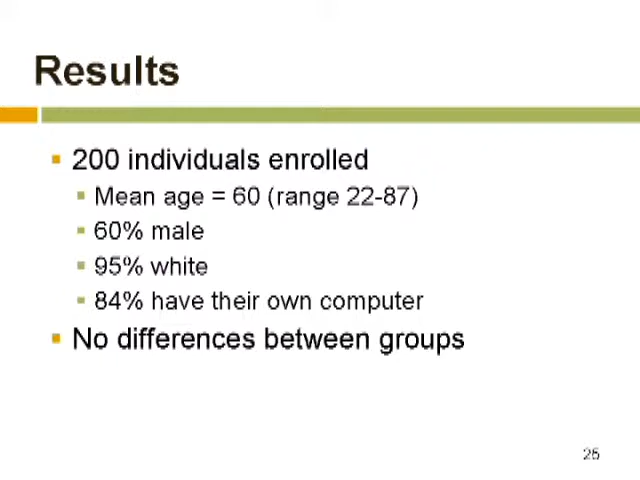 Results
200 individuals enrolled
Mean age = 60 (range 22-87)
60% male
95% white
84% have their own computer
No differences between groups
25